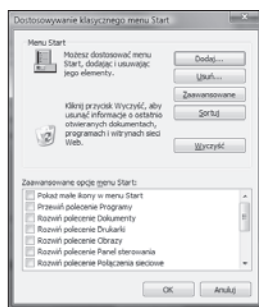 Dostosowywanie klasycznego menu Start
Menu Start
Możesz dostosować menu
Start, dodając i usuwając
jego elementy.
Dodaj...
Usuń...
Zaawansowane
Kliknij przycisk Wyczyść, aby
usunąć informacje o ostatnio
otwieranych dokumentach,
programach i witrynach sieci
Web.
Sortuj
Wyczyść
Zaawansowane opcje menu Start:
Pokaż małe ikony w menu Start
Przewiń polecenie Programy
Rozwiń polecenie Dokumenty
Rozwiń polecenie Drukarki
Rozwiń polecenie Obrazy
Rozwiń polecenie Panel sterowania
Rozwiń polecenie Połączenia sieciowe
OK
Anuluj